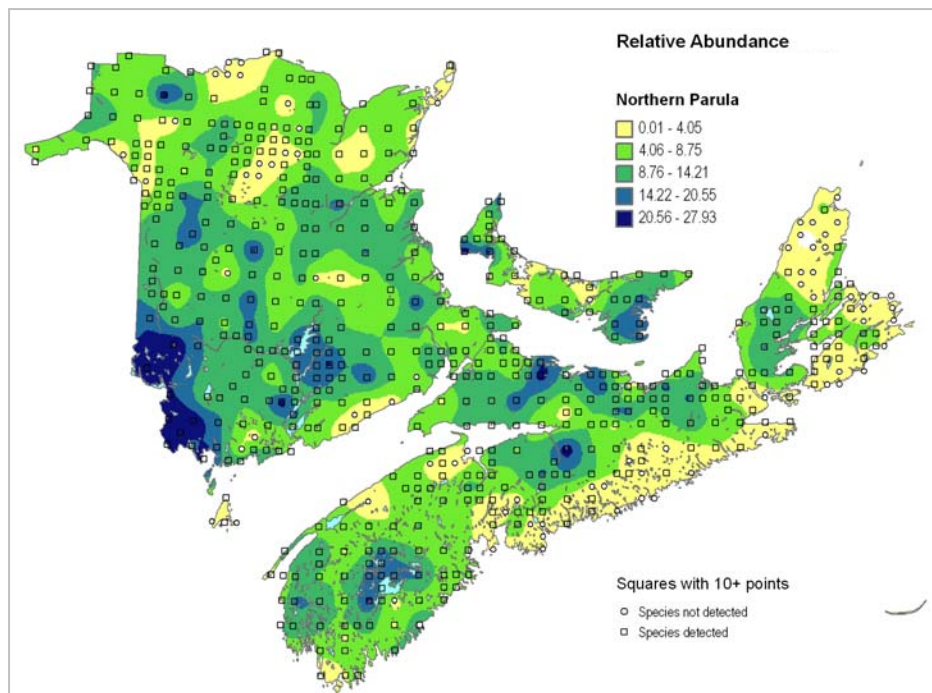 Relative Abundance
Northern Parula
0.01 - 4.05
4.06 - 8.75
8.76 - 14.21
14.22 - 20.55
20.56 - 27.93
Squares with 10+ points
Species not detected
Species detected